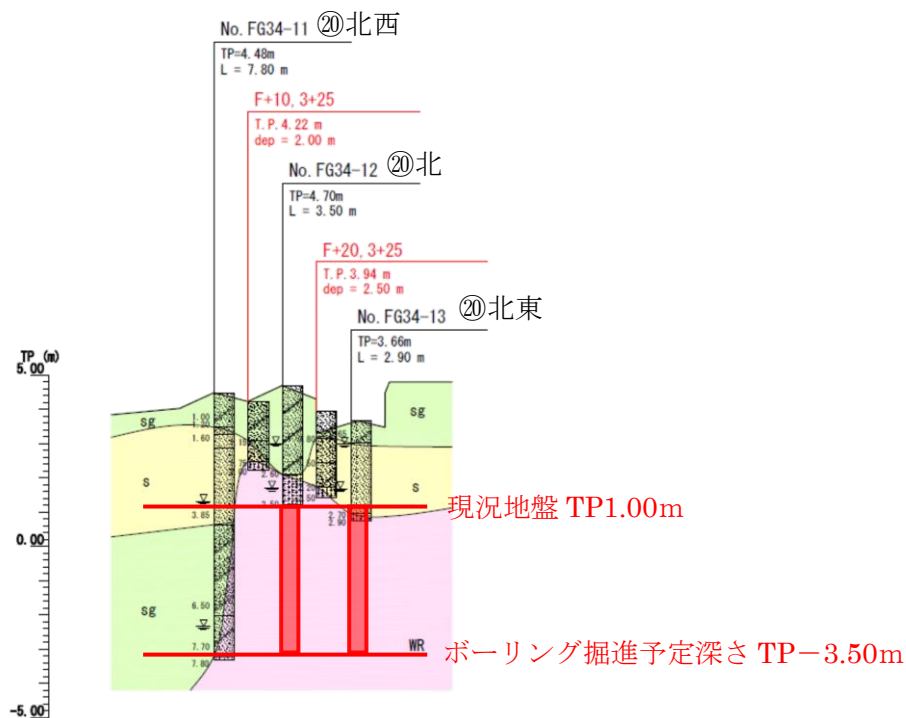 No. FG34-11 ⑳北西
TP=4.48m
L = 7.80 m
F+10, 3+25
T.P. 4.22 m
dep = 2.00 m
No. FG34-12 ⑳北
TP=4.70m
L = 3.50 m
F+20, 3+25
T.P. 3.94 m
dep = 2.50 m
No. FG34-13 ⑳北東
TP=3.66m
L = 2.90 m
TP (m)
5.00
sg
1.00
1.60
sg
s
s
3.85
現況地盤 TP1.00m
2.70
2.90
0.00
sg
6.50
7.70
7.80
WR
ボーリング掘進予定深さ TP－3.50m
-5.00